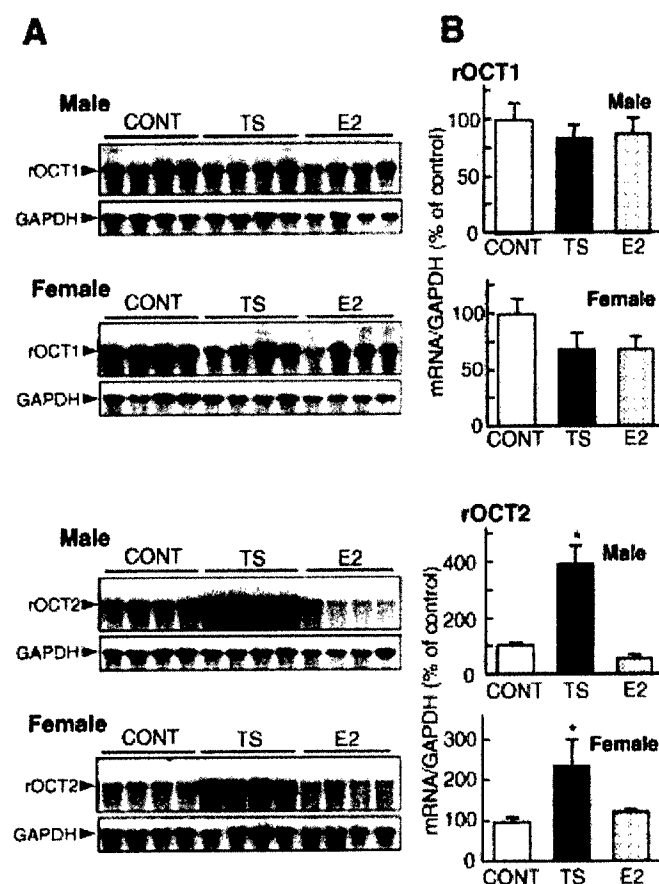 A
Male
CONT TS E2
rOCT1
GAPDH
Female
CONT TS E2
rOCT1
GAPDH
Male
CONT TS E2
rOCT2
GAPDH
Female
CONT TS E2
rOCT2
GAPDH
B
rOCT1
mRNA/GAPDH (% of control)
Male
100
50
0
CONT TS E2
Female
100
50
0
CONT TS E2
rOCT2
mRNA/GAPDH (% of control)
*
Male
400
200
0
CONT TS E2
*
Female
300
200
100
0
CONT TS E2